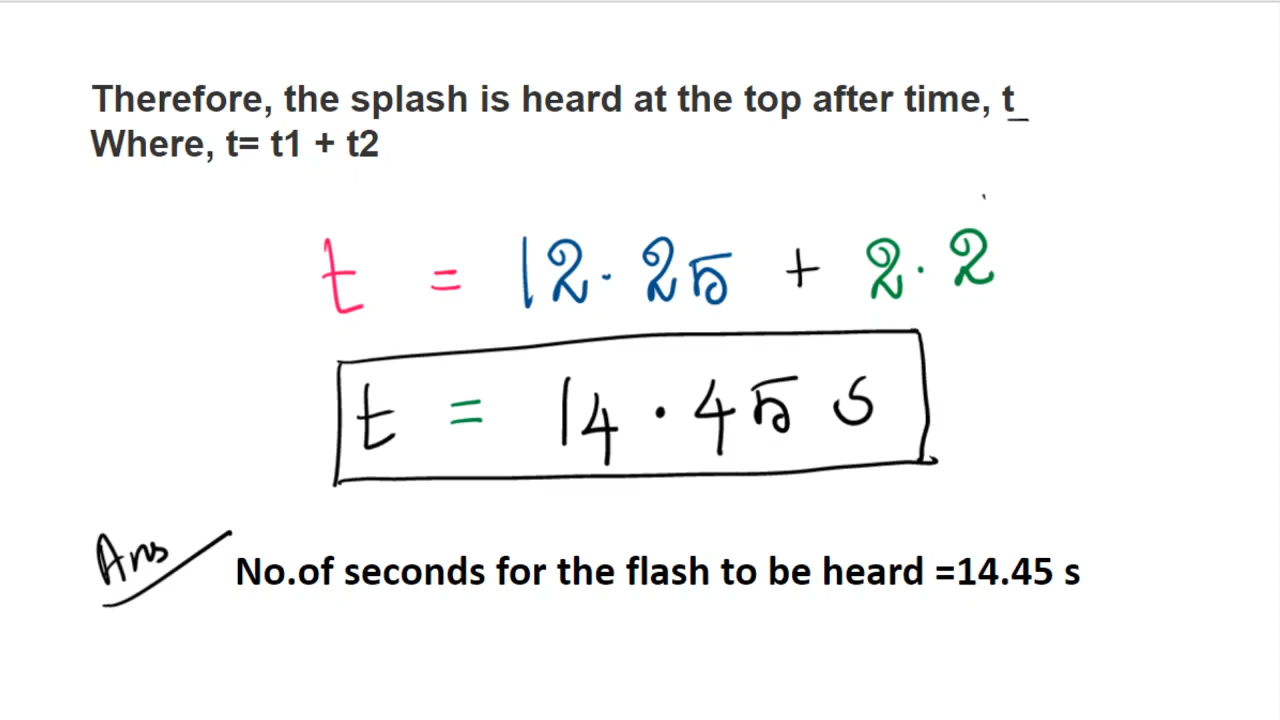 Therefore, the splash is heard at the top after time, t
Where, t= t1 + t2
t = 12.25 + 2.2
t = 14.45 s
Ans
No.of seconds for the flash to be heard =14.45 s